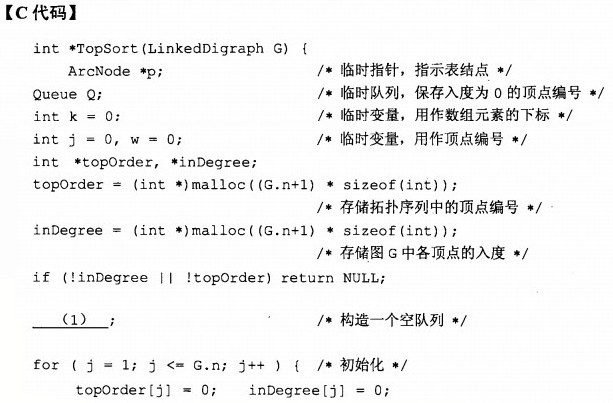 【C 代码】
int *TopSort(LinkedDigraph G) {
ArcNode *p; /* 临时指针，指示表结点 */
Queue Q; /* 临时队列，保存入度为 0 的顶点编号 */
int k = 0; /* 临时变量，用作数组元素的下标 */
int j = 0, w = 0; /* 临时变量，用作顶点编号 */
int *topOrder, *inDegree;
topOrder = (int *)malloc((G.n+1) * sizeof(int));
/* 存储拓扑序列中的顶点编号 */
inDegree = (int *)malloc((G.n+1) * sizeof(int));
/* 存储图 G 中各顶点的入度 */
if (!inDegree || !topOrder) return NULL;
（1） ; /* 构造一个空队列 */
for ( j = 1; j <= G.n; j++ ) { /* 初始化 */
topOrder[j] = 0; inDegree[j] = 0;